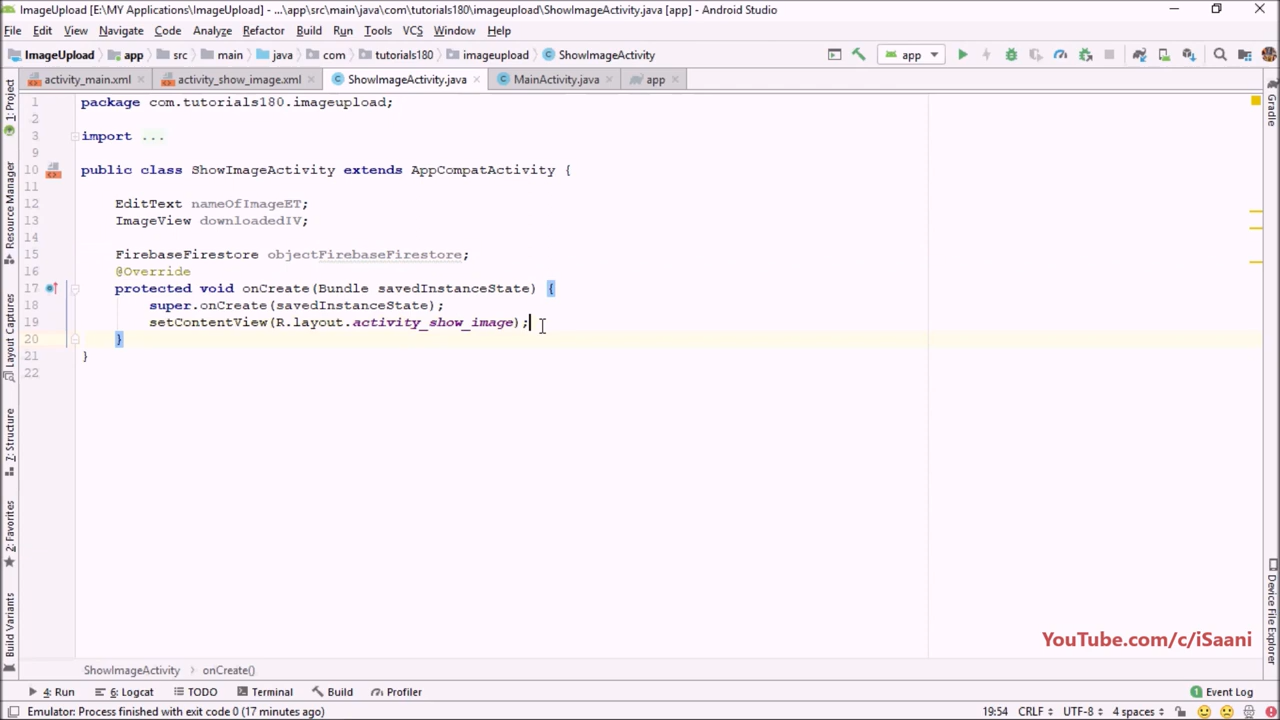 ImageUpload [E:\MY Applications\ImageUpload] - ...\app\src\main\java\com\tutorials180\imageupload\ShowImageActivity.java [app] - Android Studio
File Edit View Navigate Code Analyze Refactor Build Run Tools VCS Window Help
ImageUpload app src main java com tutorials180 imageupload ShowImageActivity app
activity_main.xml activity_show_image.xml ShowImageActivity.java MainActivity.java app
1 package com.tutorials180.imageupload;
2
3 import ...
9
10 public class ShowImageActivity extends AppCompatActivity {
11
12 EditText nameOfImageET;
13 ImageView downloadedIV;
14
15 FirebaseFirestore objectFirebaseFirestore;
16 @Override
17 protected void onCreate(Bundle savedInstanceState) {
18 super.onCreate(savedInstanceState);
19 setContentView(R.layout.activity_show_image);
20 }
21 }
22
1: Project
Resource Manager
Layout Captures
7: Structure
2: Favorites
Build Variants
Gradle
Device File Explorer
YouTube.com/c/iSaani
ShowImageActivity onCreate()
4: Run 6: Logcat TODO Terminal Build Profiler 1 Event Log
Emulator: Process finished with exit code 0 (17 minutes ago) 19:54 CRLF UTF-8 4 spaces